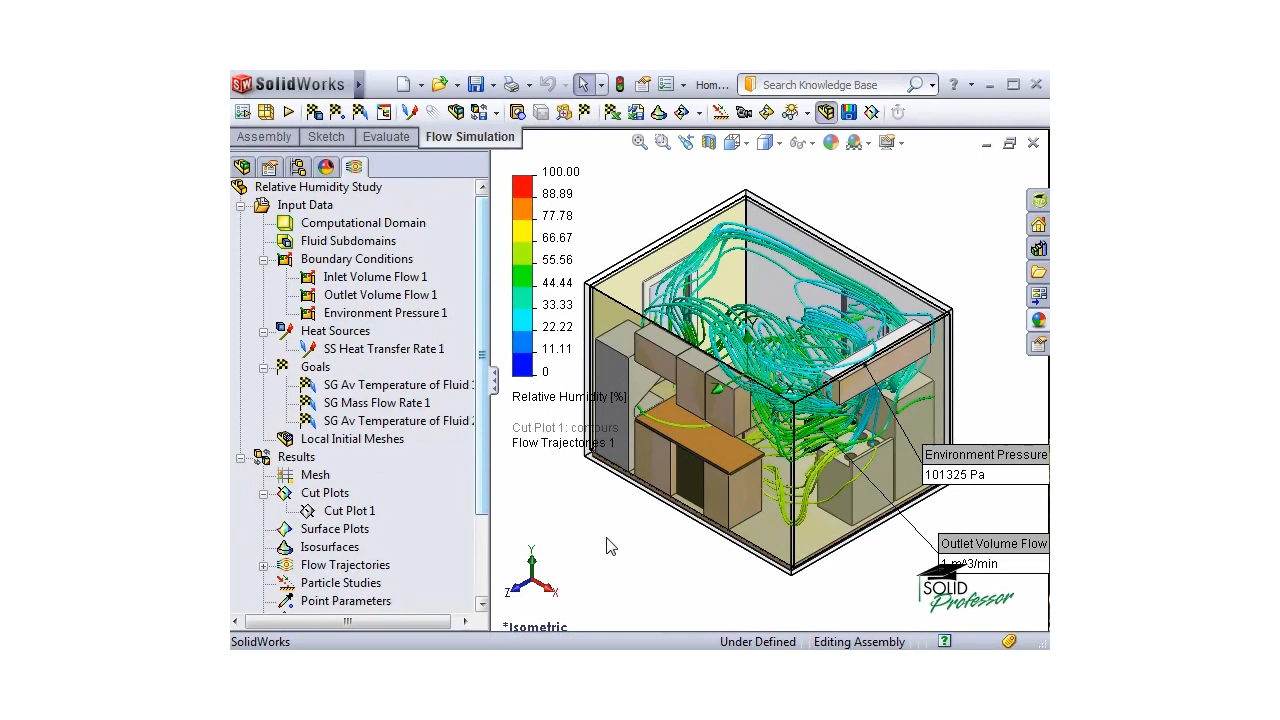 SW SolidWorks Hom... Search Knowledge Base ?
Assembly Sketch Evaluate Flow Simulation
Relative Humidity Study
Input Data
Computational Domain
Fluid Subdomains
Boundary Conditions
Inlet Volume Flow 1
Outlet Volume Flow 1
Environment Pressure 1
Heat Sources
SS Heat Transfer Rate 1
Goals
SG Av Temperature of Fluid
SG Mass Flow Rate 1
SG Av Temperature of Fluid
Local Initial Meshes
Results
Mesh
Cut Plots
Cut Plot 1
Surface Plots
Isosurfaces
Flow Trajectories
Particle Studies
Point Parameters
100.00
88.89
77.78
66.67
55.56
44.44
33.33
22.22
11.11
0
Relative Humidity [%]
Cut Plot 1: contours
Flow Trajectories 1
Environment Pressure
101325 Pa
Outlet Volume Flow
1 m^3/min
SOLID
Professor
Y
Z
X
*Isometric
SolidWorks Under Defined Editing Assembly ?